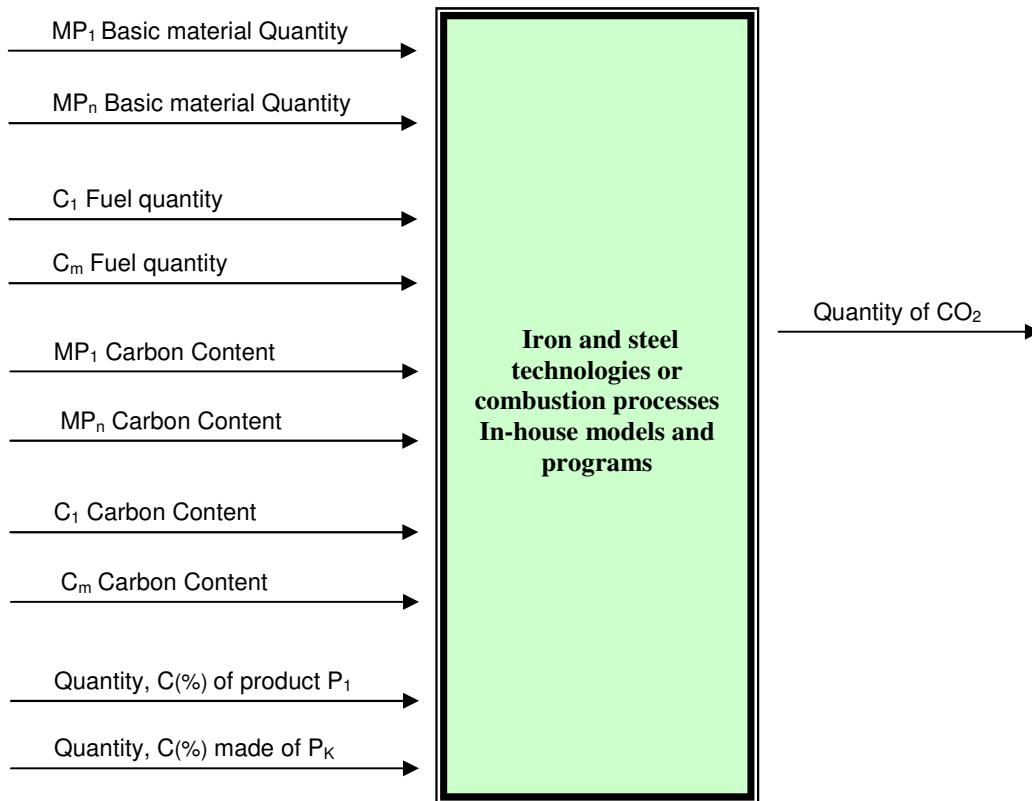 MP₁ Basic material Quantity
MPₙ Basic material Quantity
C₁ Fuel quantity
Cₘ Fuel quantity
MP₁ Carbon Content
MPₙ Carbon Content
C₁ Carbon Content
Cₘ Carbon Content
Quantity, C(%) of product P₁
Quantity, C(%) made of P_K
Iron and steel
technologies or
combustion processes
In-house models and
programs
Quantity of CO₂